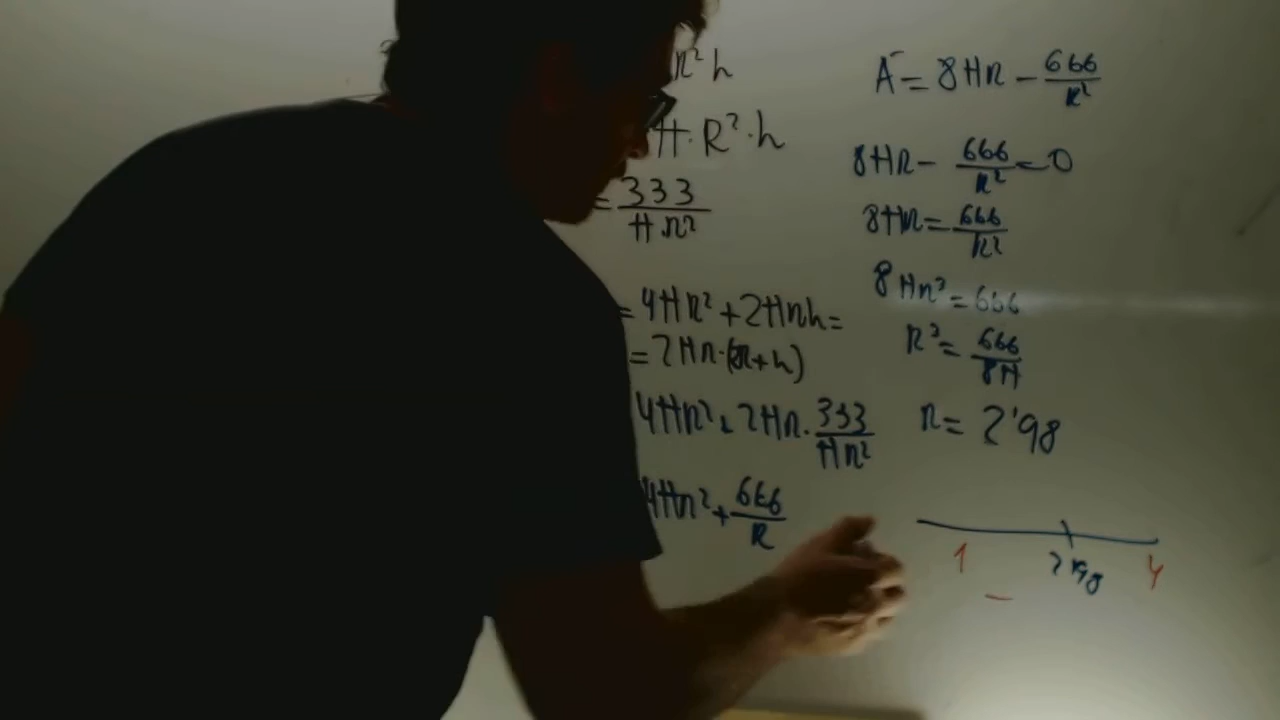 R² h
π · R² · h
= 333 / πR²
= 4πR² + 2πRh =
= 2πR · (2R + h)
4πR² + 2πR · 333 / πR²
4πR² + 666 / R
A' = 8πR − 666 / R²
8πR − 666 / R² = 0
8πR = 666 / R²
8πR³ = 666
R³ = 666 / 8π
R = 2'98
1 2'98 4
−